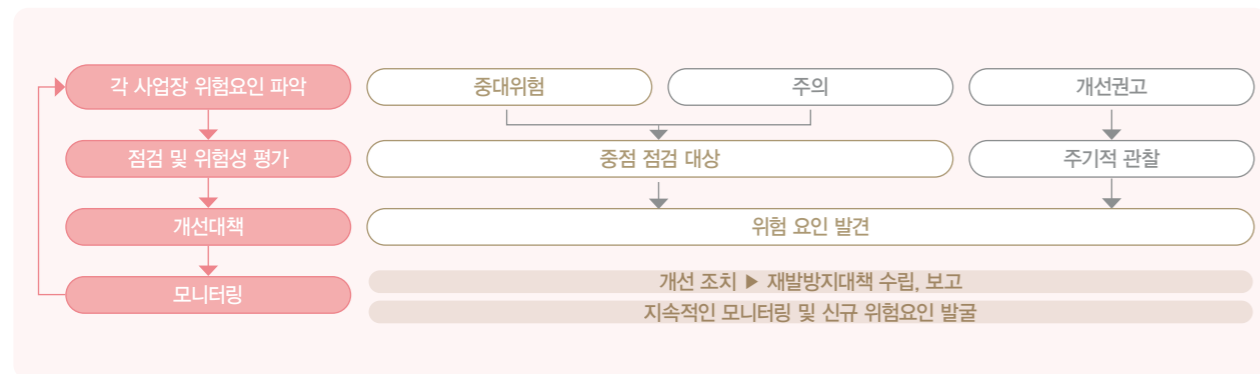 각 사업장 위험요인 파악
중대위험
주의
개선권고
점검 및 위험성 평가
중점 점검 대상
주기적 관찰
개선대책
위험 요인 발견
모니터링
개선 조치 ▶ 재발방지대책 수립, 보고
지속적인 모니터링 및 신규 위험요인 발굴